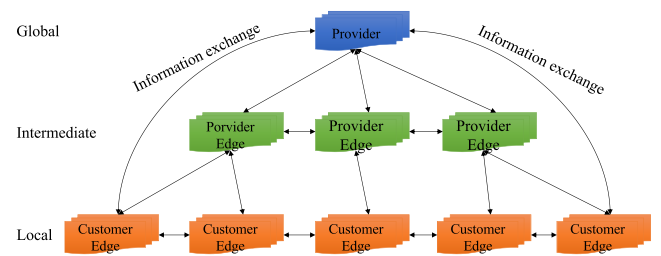 Global
Provider
Information exchange
Information exchange
Intermediate
Porvider
Edge
Provider
Edge
Provider
Edge
Local
Customer
Edge
Customer
Edge
Customer
Edge
Customer
Edge
Customer
Edge